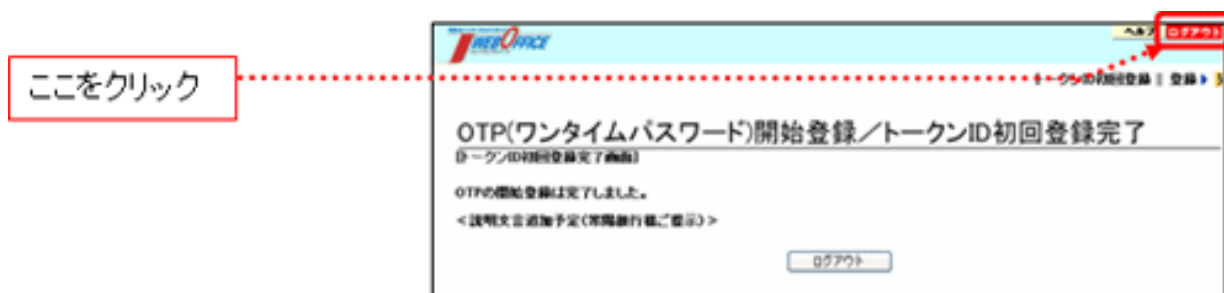 ヘルプ ログアウト
WEB OFFICE
ここをクリック
トークンID初回登録 || 登録
OTP(ワンタイムパスワード)開始登録／トークンID初回登録完了
[トークンID初回登録完了画面]
OTPの開始登録は完了しました。
<説明文言追加予定(常陽銀行様ご提示)>
ログアウト